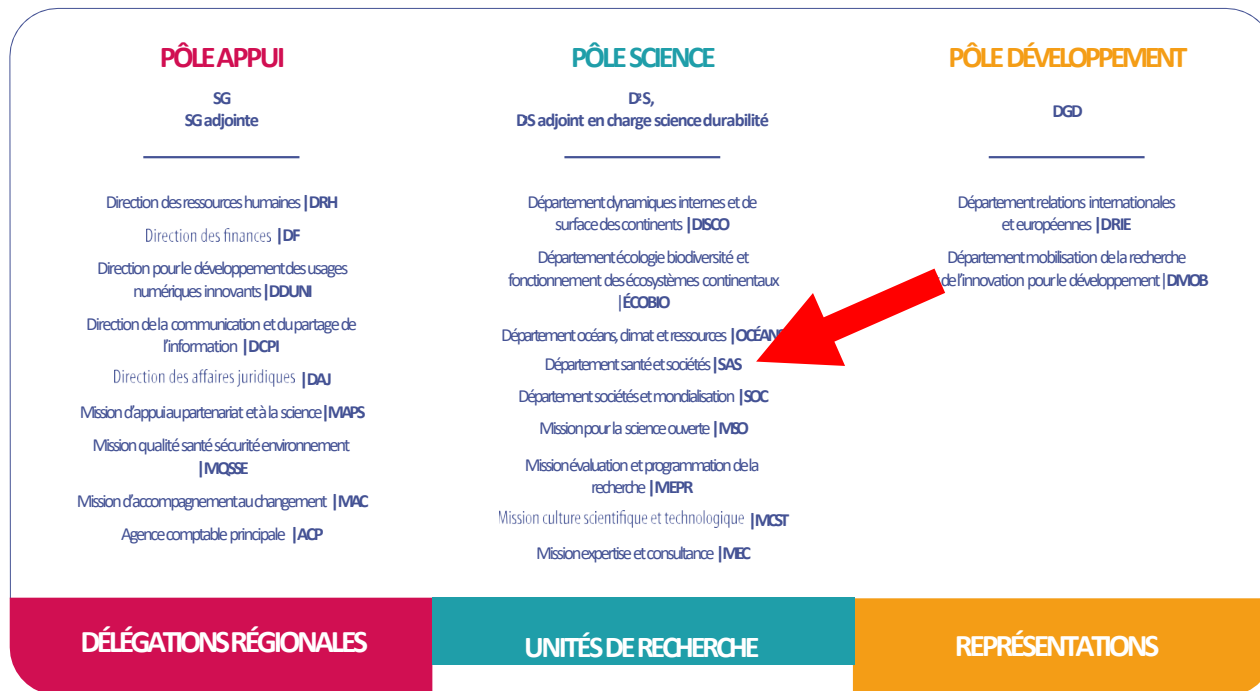 PÔLE APPUI
SG
SG adjointe
Direction des ressources humaines |DRH
Direction des finances |DF
Direction pour le développement des usages
numériques innovants |DDUNI
Direction de la communication et du partage de
l'information |DCPI
Direction des affaires juridiques |DAJ
Mission d'appui au partenariat et à la science |MAPS
Mission qualité santé sécurité environnement
|MQSSE
Mission d'accompagnement au changement |MAC
Agence comptable principale |ACP
DÉLÉGATIONS RÉGIONALES
PÔLE SCIENCE
D²S,
DS adjoint en charge science durabilité
Département dynamiques internes et de
surface des continents |DISCO
Département écologie biodiversité et
fonctionnement des écosystèmes continentaux
|ÉCOBIO
Département océans, climat et ressources |OCÉANS
Département santé et sociétés |SAS
Département sociétés et mondialisation |SOC
Mission pour la science ouverte |MSO
Mission évaluation et programmation de la
recherche |MEPR
Mission culture scientifique et technologique |MCST
Mission expertise et consultance |MEC
UNITÉS DE RECHERCHE
PÔLE DÉVELOPPEMENT
DGD
Département relations internationales
et européennes |DRIE
Département mobilisation de la recherche
de l'innovation pour le développement |DMOB
REPRÉSENTATIONS